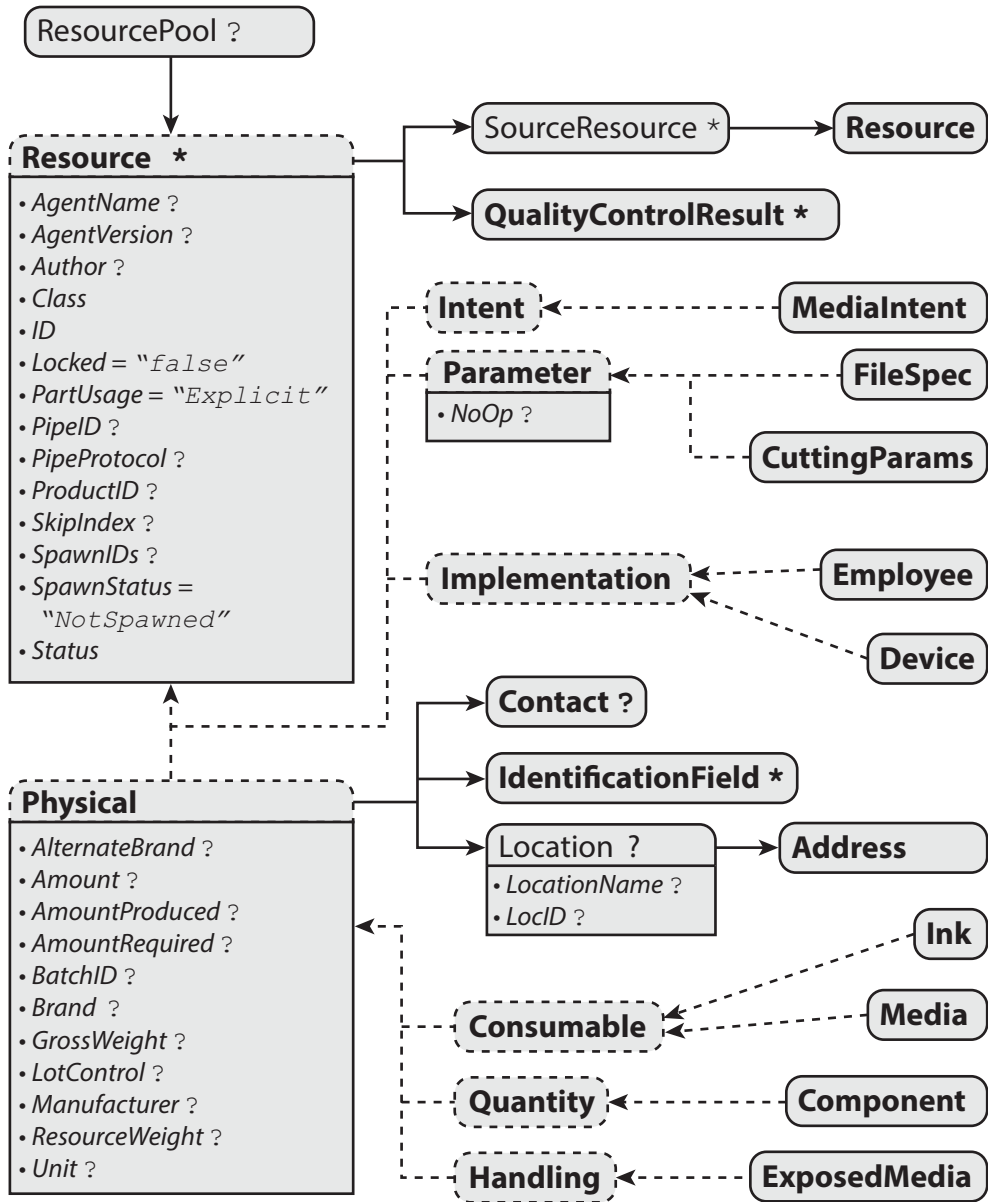 ResourcePool ?
Resource *
• AgentName ?
• AgentVersion ?
• Author ?
• Class
• ID
• Locked = “false”
• PartUsage = “Explicit”
• PipeID ?
• PipeProtocol ?
• ProductID ?
• SkipIndex ?
• SpawnIDs ?
• SpawnStatus =
“NotSpawned”
• Status
SourceResource *
Resource
QualityControlResult *
Intent
MediaIntent
Parameter
• NoOp ?
FileSpec
CuttingParams
Implementation
Employee
Device
Physical
• AlternateBrand ?
• Amount ?
• AmountProduced ?
• AmountRequired ?
• BatchID ?
• Brand ?
• GrossWeight ?
• LotControl ?
• Manufacturer ?
• ResourceWeight ?
• Unit ?
Contact ?
IdentificationField *
Location ?
• LocationName ?
• LocID ?
Address
Consumable
Ink
Media
Quantity
Component
Handling
ExposedMedia